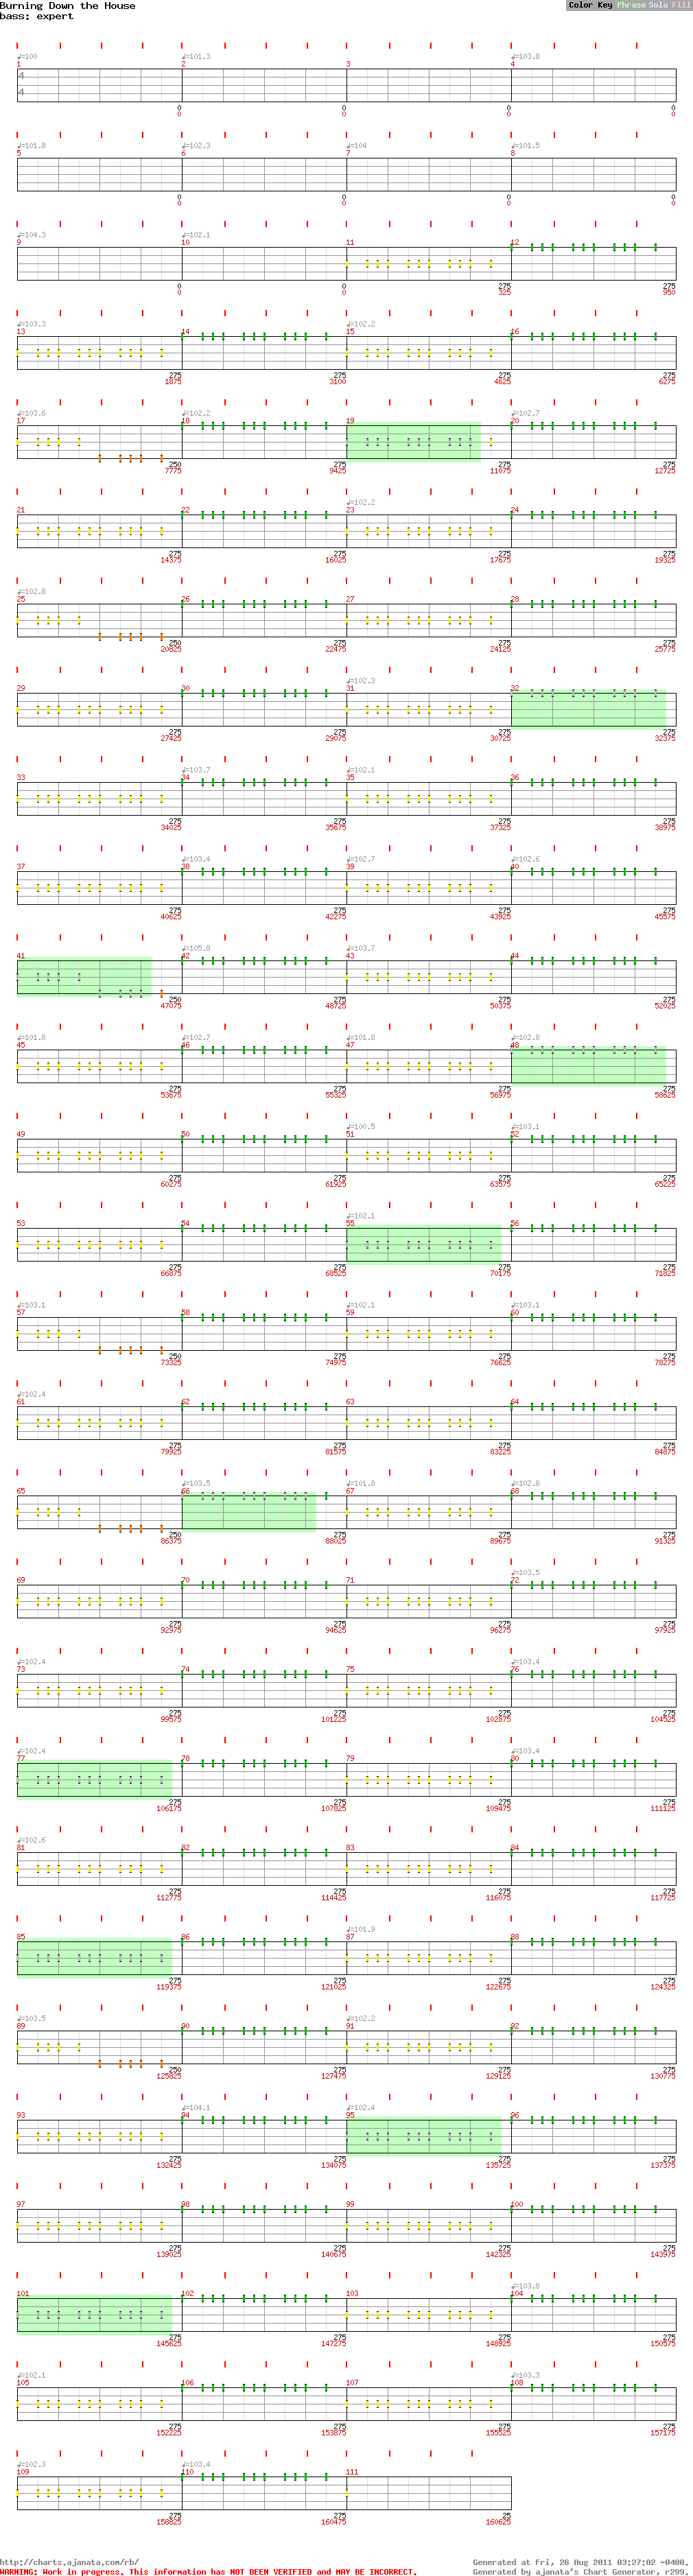 Burning Down the House
bass: expert
Color Key Phrase Solo Fill
♩=100 ♩=101.3 ♩=103.8
1 2 3 4
4
4
0 0 0 0
0 0 0 0
♩=101.8 ♩=102.3 ♩=104 ♩=101.5
5 6 7 8
0 0 0 0
0 0 0 0
♩=104.3 ♩=102.1
9 10 11 12
0 0 275 275
0 0 325 950
♩=103.3 ♩=102.2
13 14 15 16
275 275 275 275
1875 3100 4625 6275
♩=103.6 ♩=102.2 ♩=102.7
17 18 19 20
250 275 275 275
7775 9425 11075 12725
♩=102.2
21 22 23 24
275 275 275 275
14375 16025 17675 19325
♩=102.8
25 26 27 28
250 275 275 275
20825 22475 24125 25775
♩=102.3
29 30 31 32
275 275 275 275
27425 29075 30725 32375
♩=103.7 ♩=102.1
33 34 35 36
275 275 275 275
34025 35675 37325 38975
♩=103.4 ♩=102.7 ♩=102.6
37 38 39 40
275 275 275 275
40625 42275 43925 45575
♩=105.8 ♩=103.7
41 42 43 44
250 275 275 275
47075 48725 50375 52025
♩=101.8 ♩=102.7 ♩=101.8 ♩=102.8
45 46 47 48
275 275 275 275
53675 55325 56975 58625
♩=100.5 ♩=103.1
49 50 51 52
275 275 275 275
60275 61925 63575 65225
♩=102.1
53 54 55 56
275 275 275 275
66875 68525 70175 71825
♩=103.1 ♩=102.1 ♩=103.1
57 58 59 60
250 275 275 275
73325 74975 76625 78275
♩=102.4
61 62 63 64
275 275 275 275
79925 81575 83225 84875
♩=103.5 ♩=101.8 ♩=102.8
65 66 67 68
250 275 275 275
86375 88025 89675 91325
♩=103.5
69 70 71 72
275 275 275 275
92975 94625 96275 97925
♩=102.4 ♩=103.4
73 74 75 76
275 275 275 275
99575 101225 102875 104525
♩=102.4 ♩=103.4
77 78 79 80
275 275 275 275
106175 107825 109475 111125
♩=102.6
81 82 83 84
275 275 275 275
112775 114425 116075 117725
♩=101.9
85 86 87 88
275 275 275 275
119375 121025 122675 124325
♩=103.5 ♩=102.2
89 90 91 92
250 275 275 275
125825 127475 129125 130775
♩=104.1 ♩=102.4
93 94 95 96
275 275 275 275
132425 134075 135725 137375
97 98 99 100
275 275 275 275
139025 140675 142325 143975
♩=103.8
101 102 103 104
275 275 275 275
145625 147275 148925 150575
♩=102.1 ♩=103.3
105 106 107 108
275 275 275 275
152225 153875 155525 157175
♩=102.3 ♩=103.4
109 110 111
275 275 25
158825 160475 160625
http://charts.ajanata.com/rb/
Generated at Fri, 26 Aug 2011 03:27:02 -0400.
WARNING: Work in progress. This information has NOT BEEN VERIFIED and MAY BE INCORRECT.
Generated by ajanata's Chart Generator, r299.